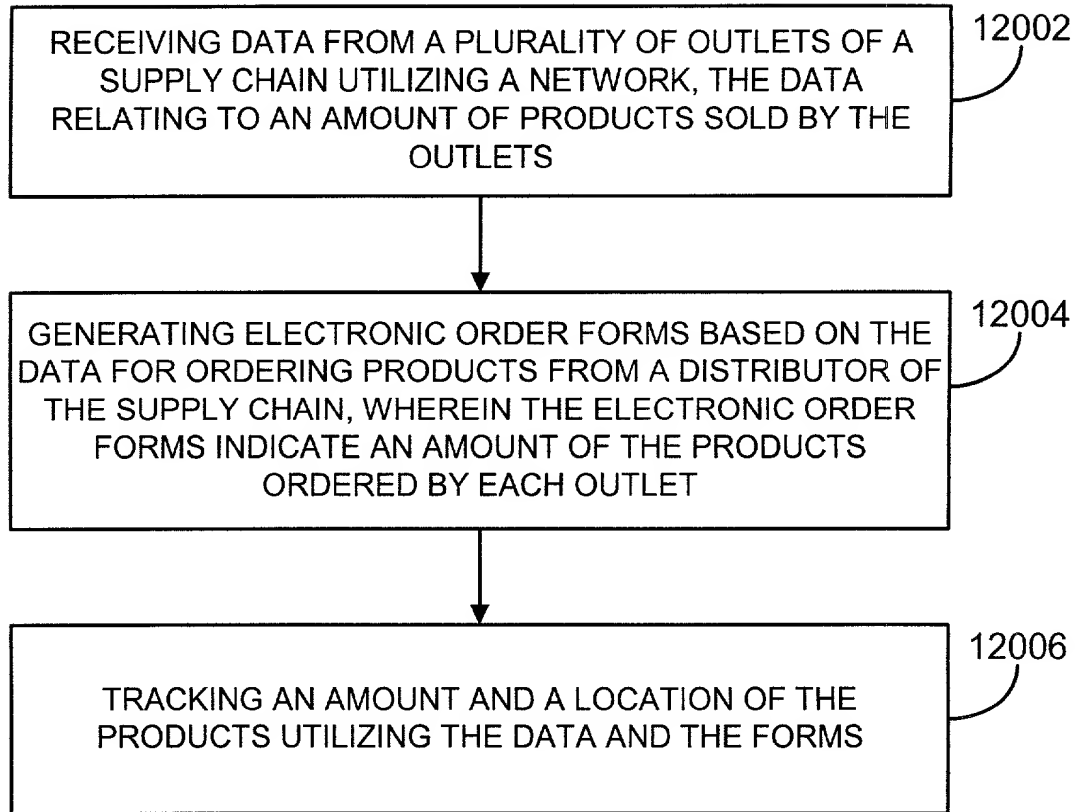 RECEIVING DATA FROM A PLURALITY OF OUTLETS OF A
SUPPLY CHAIN UTILIZING A NETWORK, THE DATA
RELATING TO AN AMOUNT OF PRODUCTS SOLD BY THE
OUTLETS
12002
GENERATING ELECTRONIC ORDER FORMS BASED ON THE
DATA FOR ORDERING PRODUCTS FROM A DISTRIBUTOR OF
THE SUPPLY CHAIN, WHEREIN THE ELECTRONIC ORDER
FORMS INDICATE AN AMOUNT OF THE PRODUCTS
ORDERED BY EACH OUTLET
12004
TRACKING AN AMOUNT AND A LOCATION OF THE
PRODUCTS UTILIZING THE DATA AND THE FORMS
12006